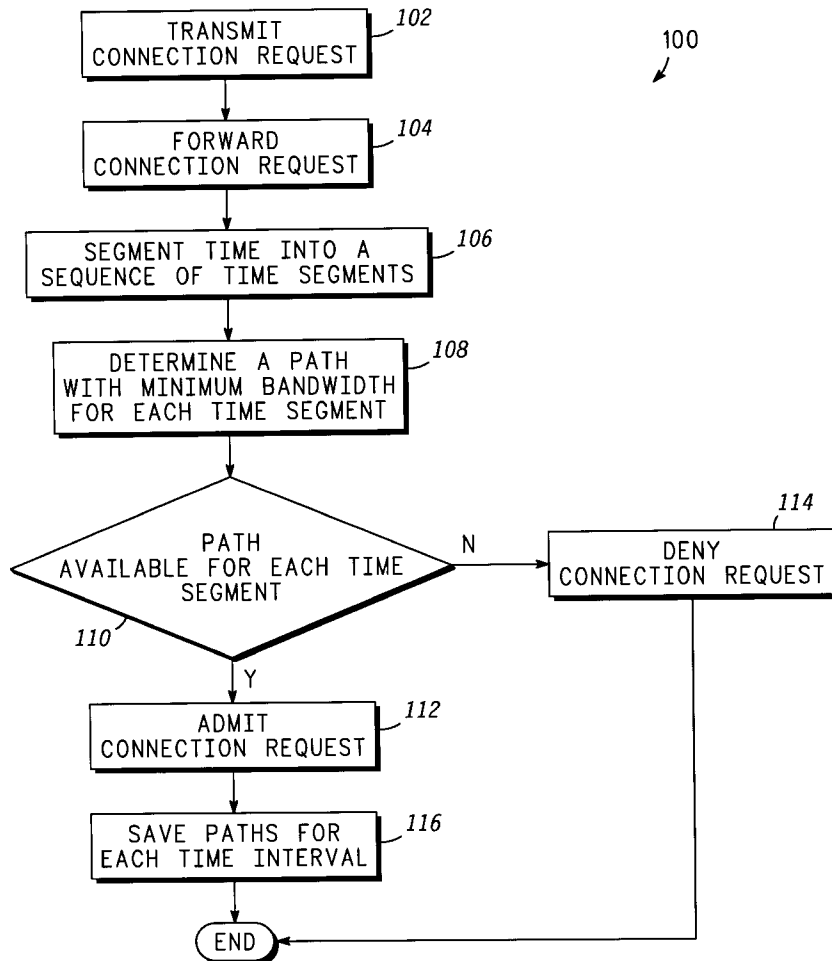 100
TRANSMIT
CONNECTION REQUEST
102
FORWARD
CONNECTION REQUEST
104
SEGMENT TIME INTO A
SEQUENCE OF TIME SEGMENTS
106
DETERMINE A PATH
WITH MINIMUM BANDWIDTH
FOR EACH TIME SEGMENT
108
PATH
AVAILABLE FOR EACH TIME
SEGMENT
110
N
DENY
CONNECTION REQUEST
114
Y
ADMIT
CONNECTION REQUEST
112
SAVE PATHS FOR
EACH TIME INTERVAL
116
END